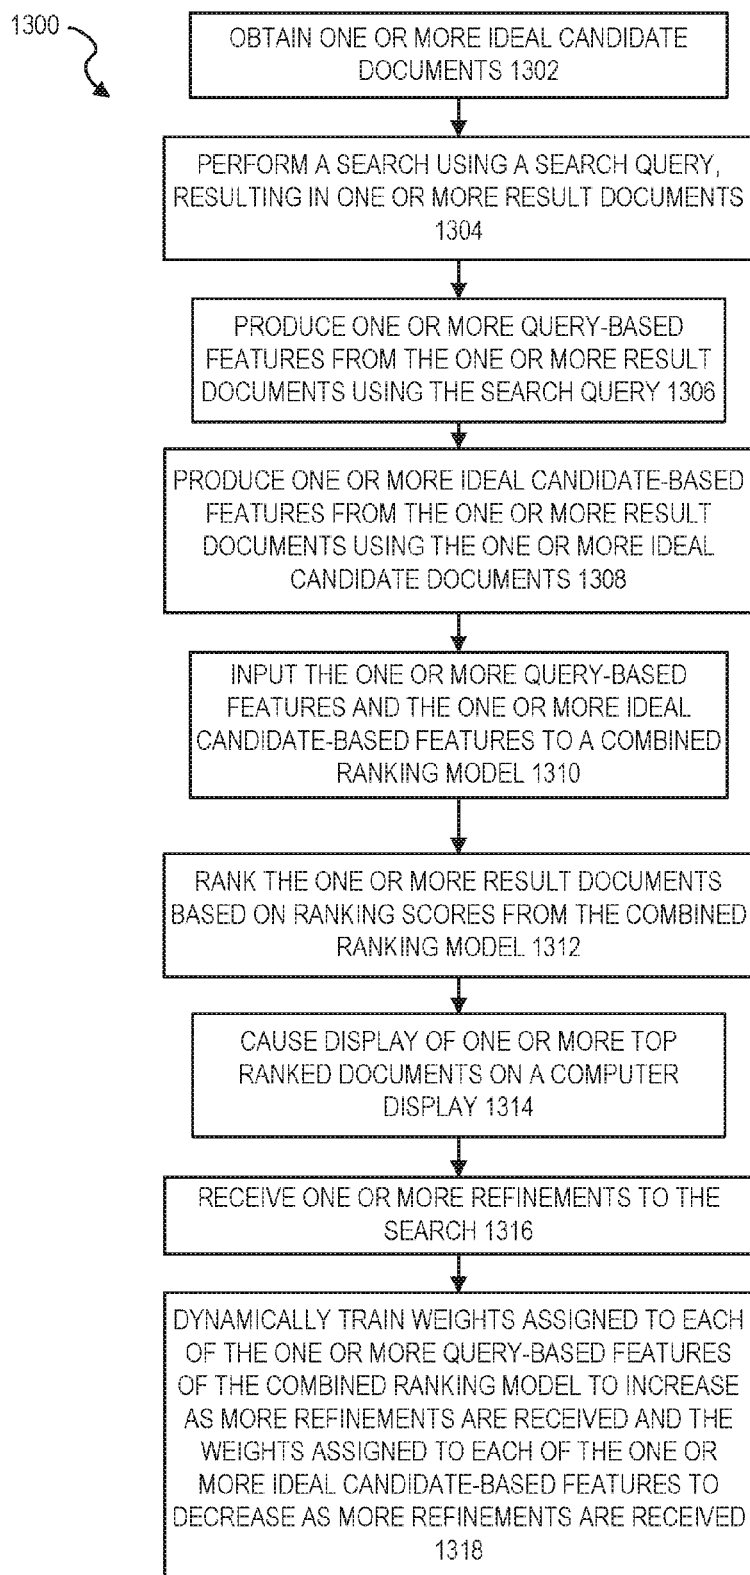 1300
OBTAIN ONE OR MORE IDEAL CANDIDATE
DOCUMENTS 1302
PERFORM A SEARCH USING A SEARCH QUERY,
RESULTING IN ONE OR MORE RESULT DOCUMENTS
1304
PRODUCE ONE OR MORE QUERY-BASED
FEATURES FROM THE ONE OR MORE RESULT
DOCUMENTS USING THE SEARCH QUERY 1306
PRODUCE ONE OR MORE IDEAL CANDIDATE-BASED
FEATURES FROM THE ONE OR MORE RESULT
DOCUMENTS USING THE ONE OR MORE IDEAL
CANDIDATE DOCUMENTS 1308
INPUT THE ONE OR MORE QUERY-BASED
FEATURES AND THE ONE OR MORE IDEAL
CANDIDATE-BASED FEATURES TO A COMBINED
RANKING MODEL 1310
RANK THE ONE OR MORE RESULT DOCUMENTS
BASED ON RANKING SCORES FROM THE COMBINED
RANKING MODEL 1312
CAUSE DISPLAY OF ONE OR MORE TOP
RANKED DOCUMENTS ON A COMPUTER
DISPLAY 1314
RECEIVE ONE OR MORE REFINEMENTS TO THE
SEARCH 1316
DYNAMICALLY TRAIN WEIGHTS ASSIGNED TO EACH
OF THE ONE OR MORE QUERY-BASED FEATURES
OF THE COMBINED RANKING MODEL TO INCREASE
AS MORE REFINEMENTS ARE RECEIVED AND THE
WEIGHTS ASSIGNED TO EACH OF THE ONE OR
MORE IDEAL CANDIDATE-BASED FEATURES TO
DECREASE AS MORE REFINEMENTS ARE RECEIVED
1318